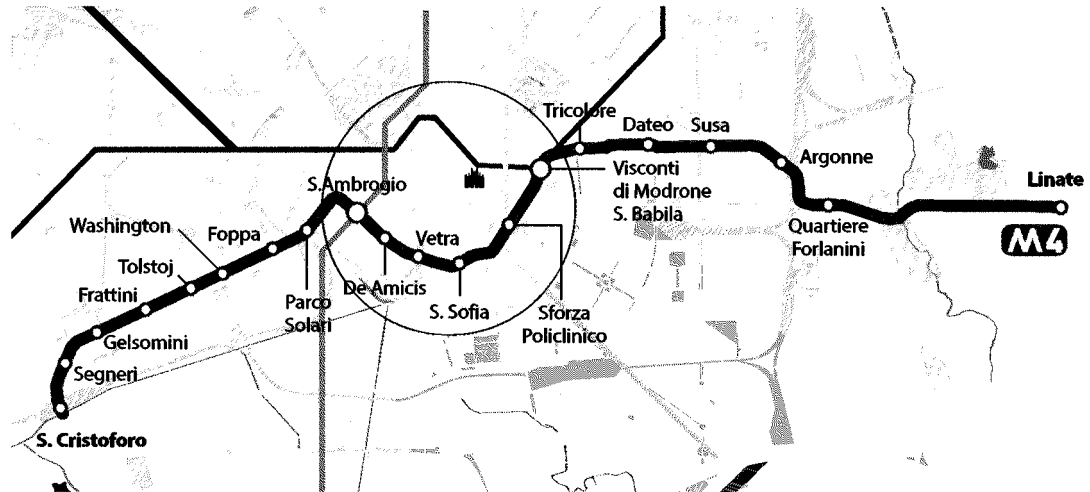 Tricolore
Dateo
Susa
Argonne
Visconti
di Modrone
S. Babila
Linate
M4
Quartiere
Forlanini
S.Ambrogio
Washington
Foppa
Vetra
Tolstoj
De Amicis
Frattini
Parco
Solari
S. Sofia
Sforza
Policlinico
Gelsomini
Segneri
S. Cristoforo